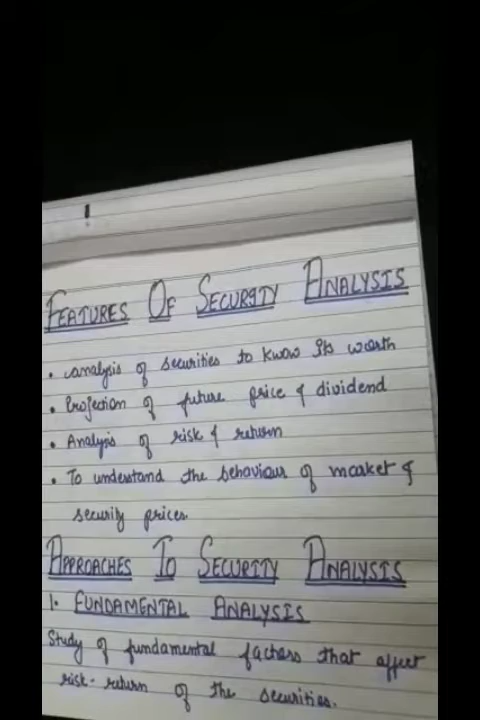 FEATURES OF SECURITY ANALYSIS
• analysis of securities to know its worth
• Projection of future price & dividend
• Analysis of risk & return
• To understand the behaviour of market &
security prices.
APPROACHES TO SECURITY ANALYSIS
1. FUNDAMENTAL ANALYSIS
Study of fundamental factors that affect
risk-return of the securities.